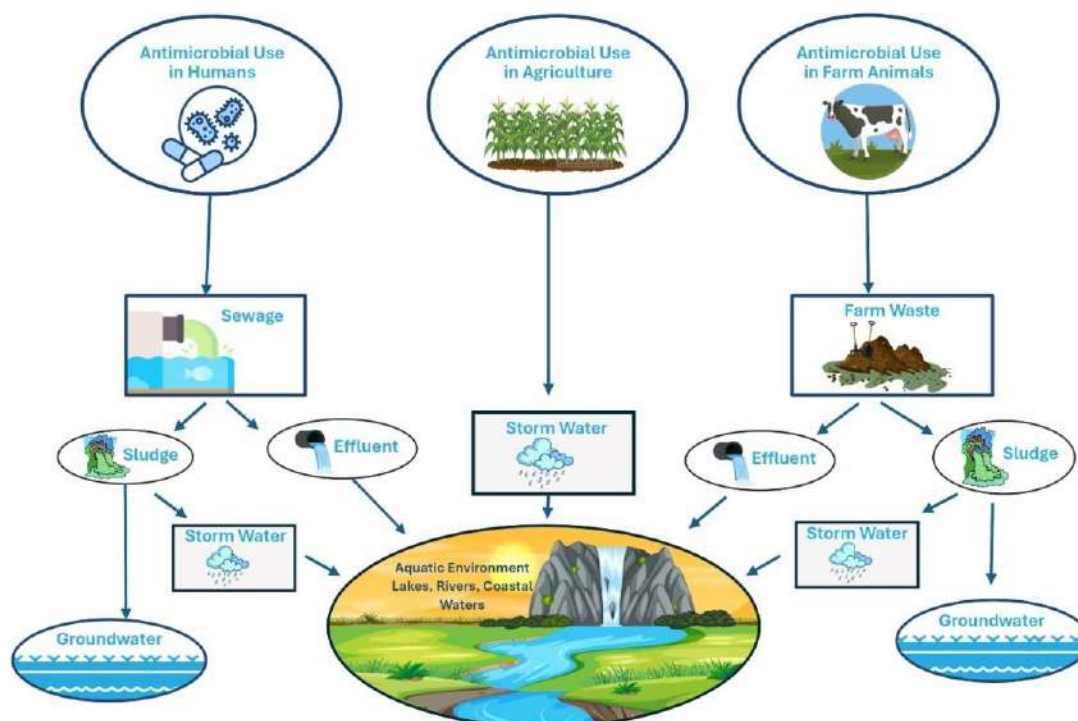 Antimicrobial Use
in Humans
Antimicrobial Use
in Agriculture
Antimicrobial Use
in Farm Animals
Sewage
Farm Waste
Sludge
Effluent
Storm Water
Effluent
Sludge
Storm Water
Storm Water
Aquatic Environment
Lakes, Rivers, Coastal
Waters
Groundwater
Groundwater